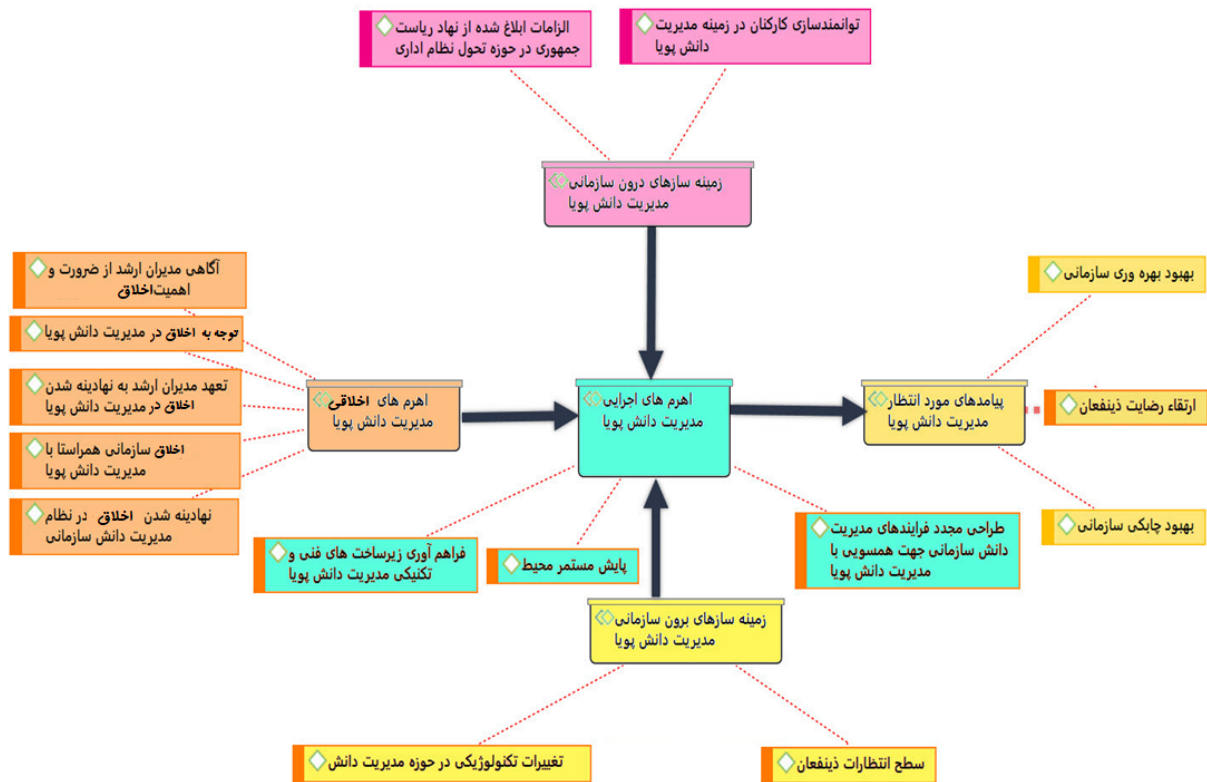 الزامات ابلاغ شده از نهاد ریاست
جمهوری در حوزه تحول نظام اداری
توانمندسازی کارکنان در زمینه مدیریت
دانش پویا
زمینه سازهای درون سازمانی
مدیریت دانش پویا
آگاهی مدیران ارشد از ضرورت و
اهمیت اخلاق
توجه به اخلاق در مدیریت دانش پویا
تعهد مدیران ارشد به نهادینه شدن
اخلاق در مدیریت دانش پویا
اخلاق سازمانی همراستا با
مدیریت دانش پویا
نهادینه شدن اخلاق در نظام
مدیریت دانش سازمانی
اهرم های اخلاقی
مدیریت دانش پویا
اهرم های اجرایی
مدیریت دانش پویا
پیامدهای مورد انتظار
مدیریت دانش پویا
بهبود بهره وری سازمانی
ارتقاء رضایت ذینفعان
بهبود چابکی سازمانی
فراهم آوری زیرساخت های فنی و
تکنیکی مدیریت دانش پویا
پایش مستمر محیط
طراحی مجدد فرایندهای مدیریت
دانش سازمانی جهت همسویی با
مدیریت دانش پویا
زمینه سازهای برون سازمانی
مدیریت دانش پویا
تغییرات تکنولوژیکی در حوزه مدیریت دانش
سطح انتظارات ذینفعان